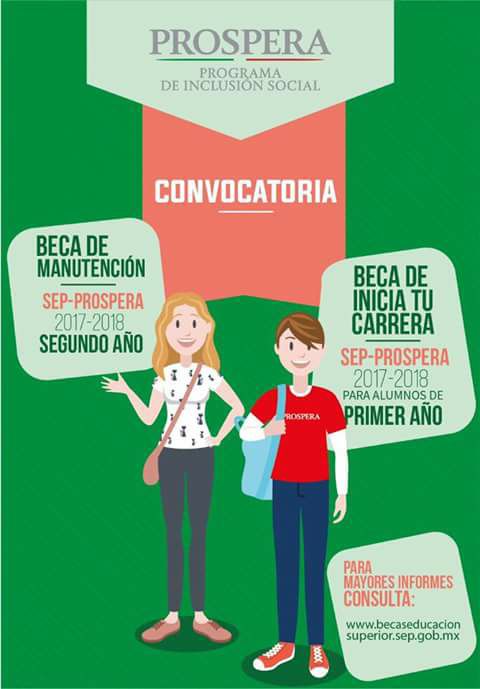 PROSPERA
PROGRAMA
DE INCLUSIÓN SOCIAL
CONVOCATORIA
BECA DE
MANUTENCIÓN
SEP-PROSPERA
2017-2018
SEGUNDO AÑO
BECA DE
INICIA TU
CARRERA
SEP-PROSPERA
2017-2018
PARA ALUMNOS DE
PRIMER AÑO
PROSPERA
PARA
MAYORES INFORMES
CONSULTA:
www.becaseducacion
superior.sep.gob.mx